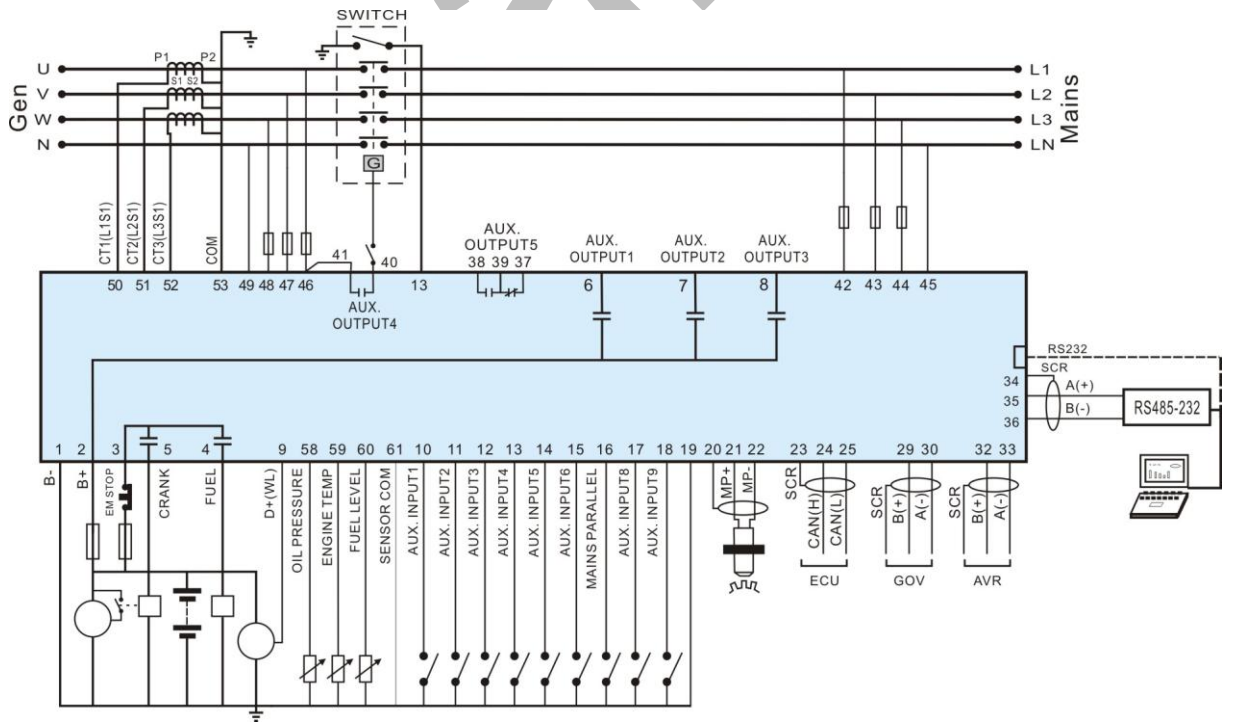 SWITCH
P1 P2
S1 S2
Gen
U
V
W
N
L1
L2
L3
LN
Mains
G
CT1(L1S1)
CT2(L2S1)
CT3(L3S1)
COM
41
40
AUX.
OUTPUT5
38 39 37
AUX.
OUTPUT1
AUX.
OUTPUT2
AUX.
OUTPUT3
50 51 52 53 49 48 47 46
13
6
7
8
42 43 44 45
AUX.
OUTPUT4
RS232
SCR
34
35
36
A(+)
B(-)
RS485-232
1 2 3 5 4 9 58 59 60 61 10 11 12 13 14 15 16 17 18 19 20 21 22 23 24 25 29 30 32 33
B-
B+
EM STOP
CRANK
FUEL
D+(WL)
OIL PRESSURE
ENGINE TEMP
FUEL LEVEL
SENSOR COM
AUX. INPUT1
AUX. INPUT2
AUX. INPUT3
AUX. INPUT4
AUX. INPUT5
AUX. INPUT6
MAINS PARALLEL
AUX. INPUT8
AUX. INPUT9
MP+
MP-
SCR
CAN(H)
CAN(L)
SCR
B(+)
A(-)
SCR
B(+)
A(-)
ECU
GOV
AVR